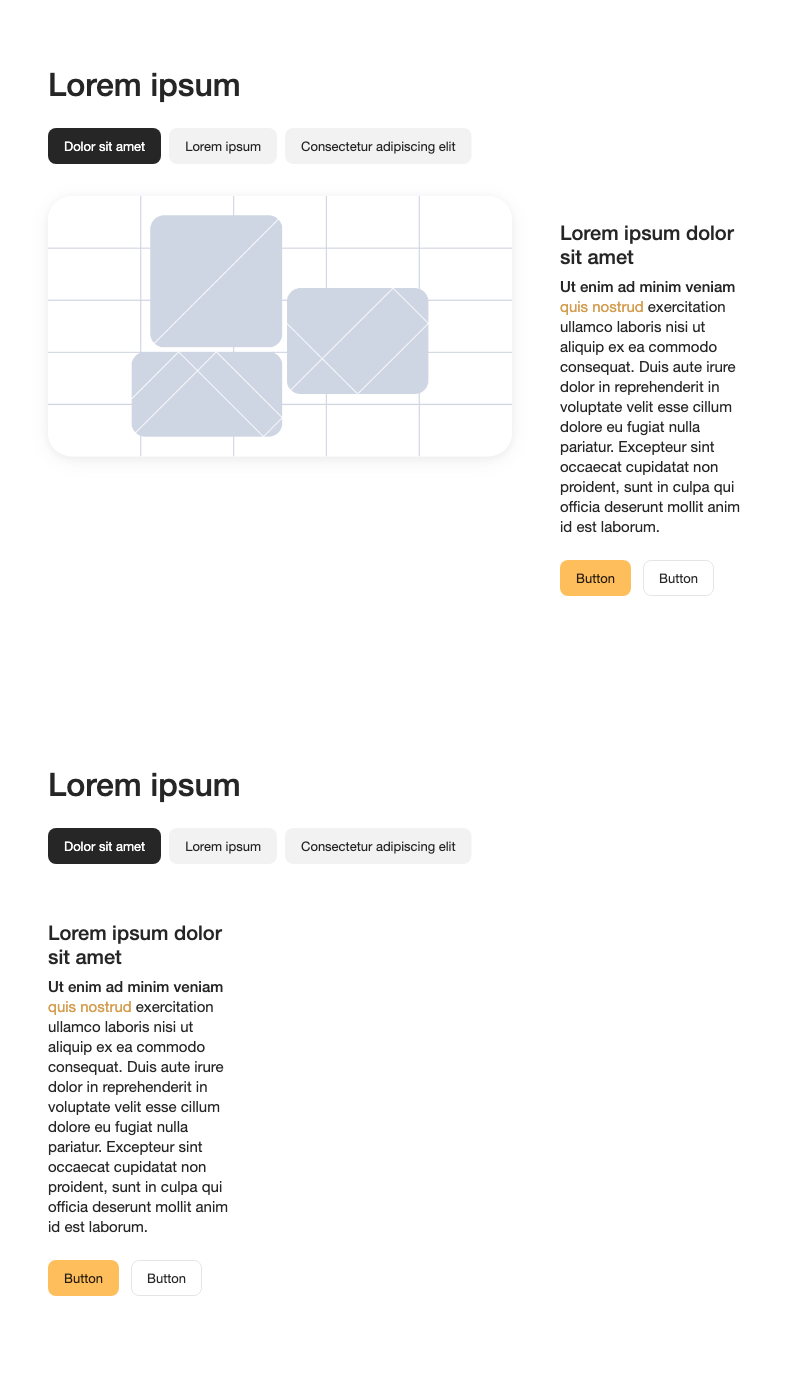 Lorem ipsum
Dolor sit amet
Lorem ipsum
Consectetur adipiscing elit
Lorem ipsum dolor
sit amet
Ut enim ad minim veniam
quis nostrud exercitation
ullamco laboris nisi ut
aliquip ex ea commodo
consequat. Duis aute irure
dolor in reprehenderit in
voluptate velit esse cillum
dolore eu fugiat nulla
pariatur. Excepteur sint
occaecat cupidatat non
proident, sunt in culpa qui
officia deserunt mollit anim
id est laborum.
Button
Button
Lorem ipsum
Dolor sit amet
Lorem ipsum
Consectetur adipiscing elit
Lorem ipsum dolor
sit amet
Ut enim ad minim veniam
quis nostrud exercitation
ullamco laboris nisi ut
aliquip ex ea commodo
consequat. Duis aute irure
dolor in reprehenderit in
voluptate velit esse cillum
dolore eu fugiat nulla
pariatur. Excepteur sint
occaecat cupidatat non
proident, sunt in culpa qui
officia deserunt mollit anim
id est laborum.
Button
Button